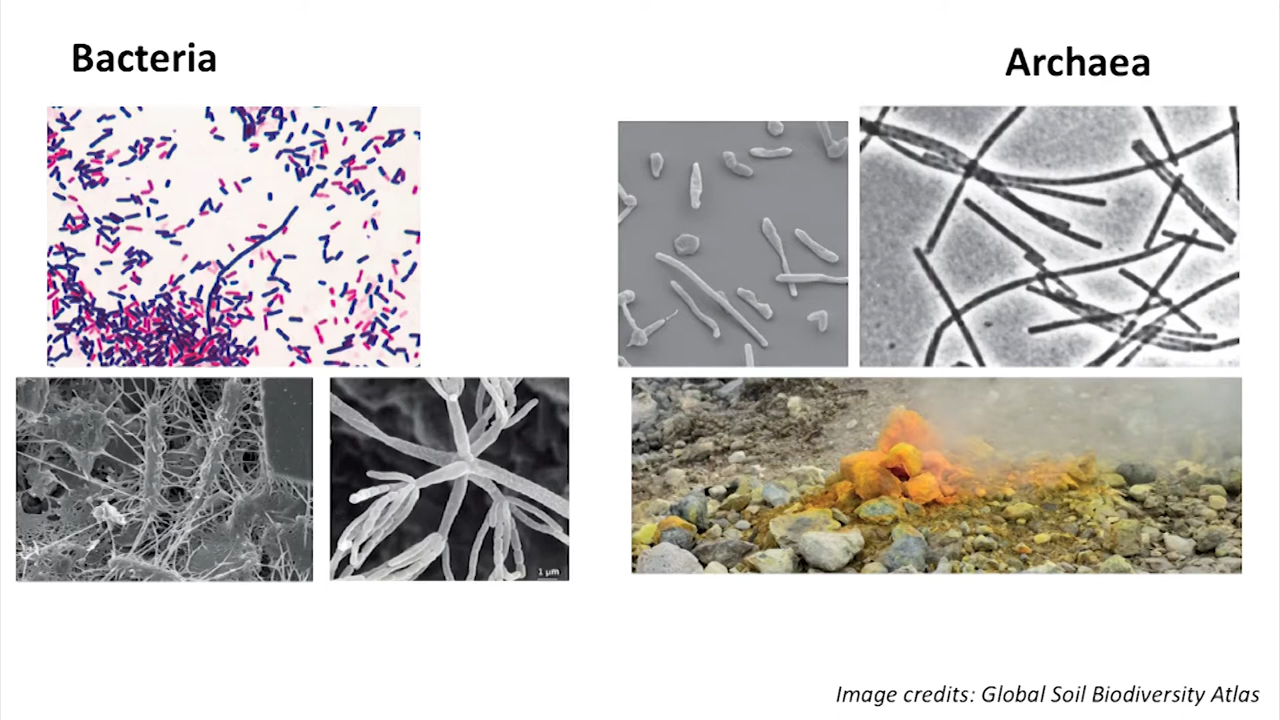 Bacteria
Archaea
1 µm
Image credits: Global Soil Biodiversity Atlas